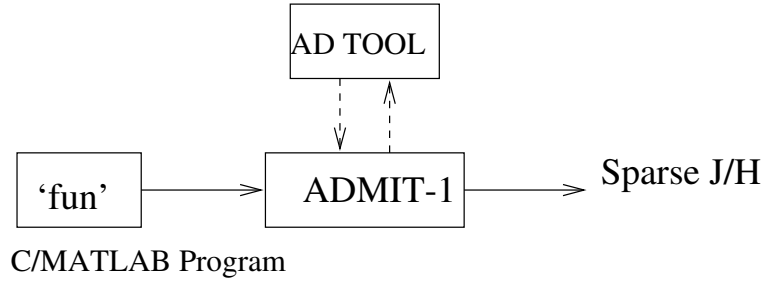 AD TOOL
‘fun’
ADMIT-1
Sparse J/H
C/MATLAB Program